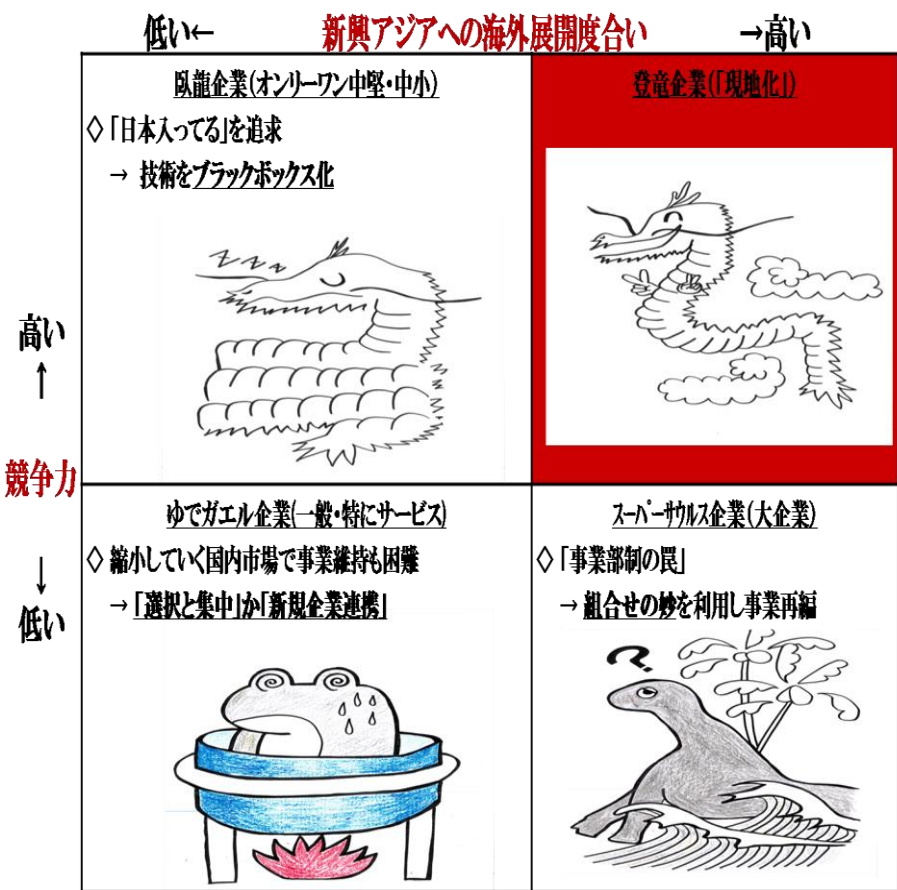 低い← 新興アジアへの海外展開度合い →高い
臥龍企業(オンリーワン中堅・中小)
◇「日本入ってる」を追求
→ 技術をブラックボックス化
zzz
登竜企業(「現地化」)
高い
↑
競争力
↓
低い
ゆでガエル企業(一般・特にサービス)
◇ 縮小していく国内市場で事業維持も困難
→「選択と集中」か「新規企業連携」
スーパーサウルス企業(大企業)
◇「事業部制の罠」
→ 組合せの妙を利用し事業再編
?